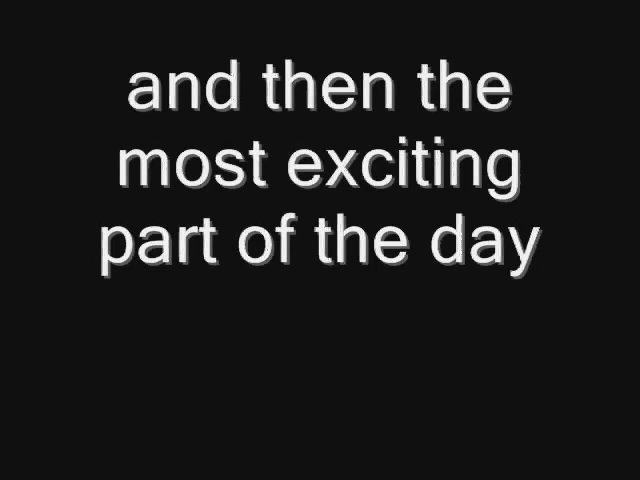 and then the
most exciting
part of the day